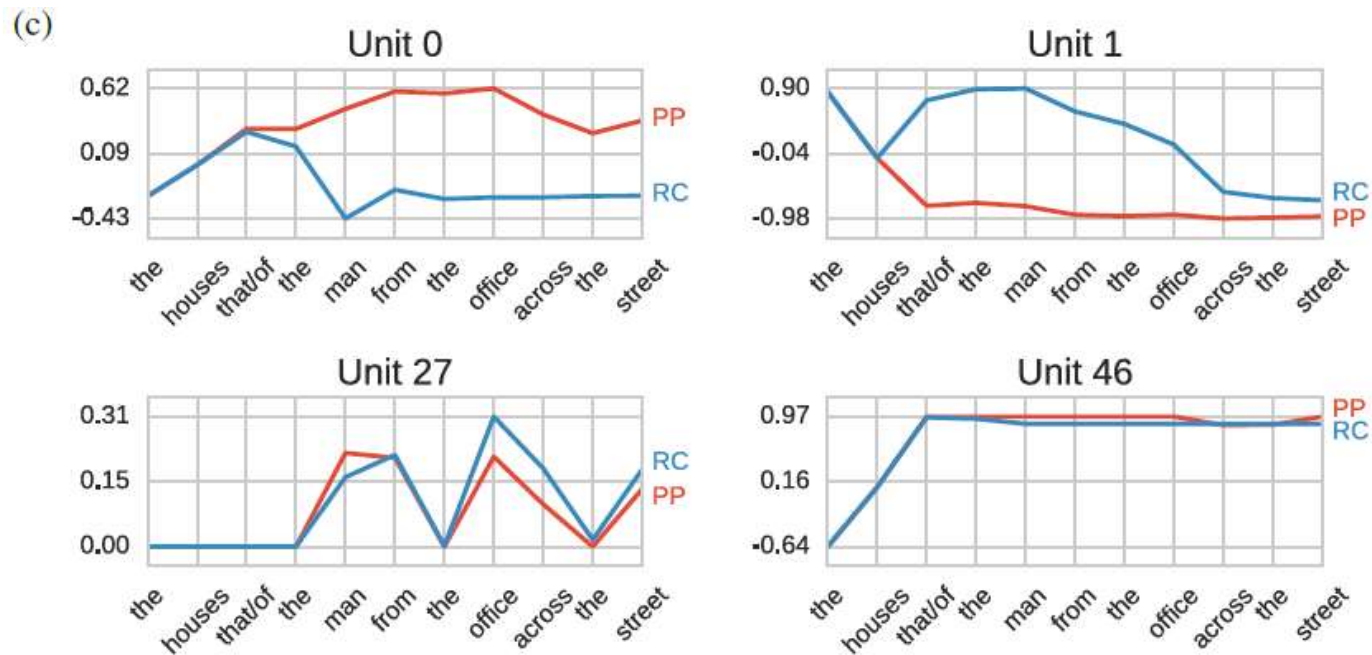 (c)
Unit 0
0.62
0.09
-0.43
PP
RC
the houses that/of the man from the office across the street
Unit 1
0.90
-0.04
-0.98
RC
PP
the houses that/of the man from the office across the street
Unit 27
0.31
0.15
0.00
RC
PP
the houses that/of the man from the office across the street
Unit 46
0.97
0.16
-0.64
PP
RC
the houses that/of the man from the office across the street